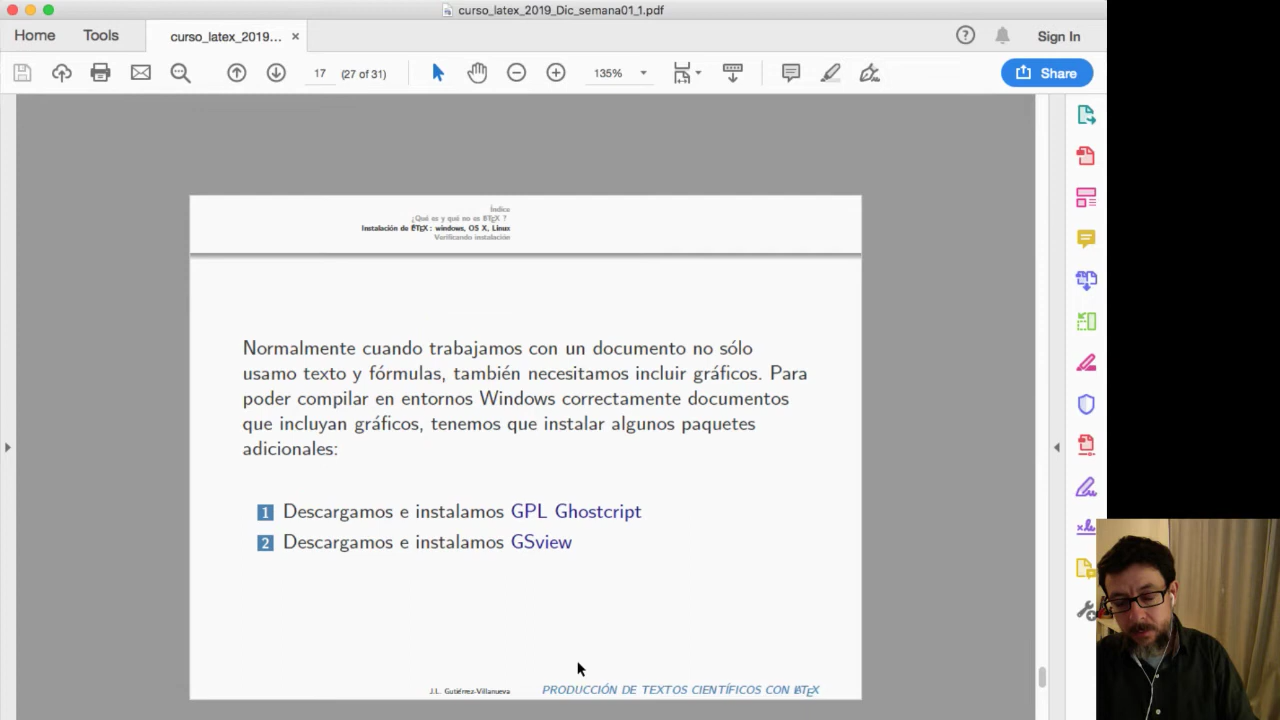 curso_latex_2019_Dic_semana01_1.pdf
Home
Tools
curso_latex_2019...
Sign In
17
(27 of 31)
135%
Share
Índice
¿Qué es y qué no es LATEX ?
Instalación de LATEX : windows, OS X, Linux
Verificando instalación
Normalmente cuando trabajamos con un documento no sólo
usamo texto y fórmulas, también necesitamos incluir gráficos. Para
poder compilar en entornos Windows correctamente documentos
que incluyan gráficos, tenemos que instalar algunos paquetes
adicionales:
1 Descargamos e instalamos GPL Ghostcript
2 Descargamos e instalamos GSview
J.L. Gutiérrez-Villanueva
PRODUCCIÓN DE TEXTOS CIENTÍFICOS CON LATEX